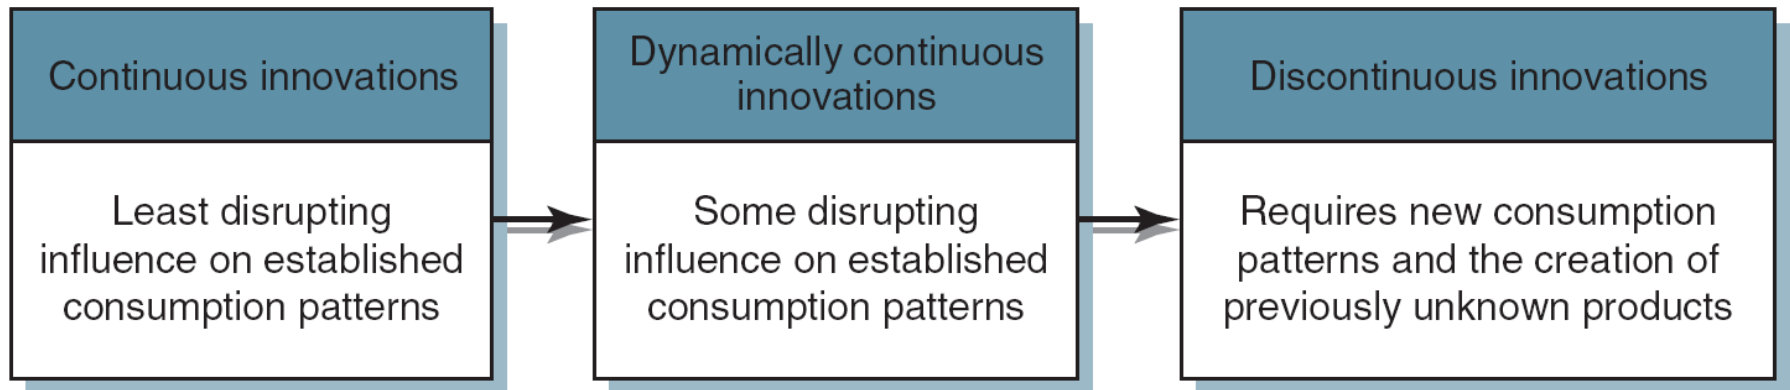 Continuous innovations
Least disrupting
influence on established
consumption patterns
Dynamically continuous
innovations
Some disrupting
influence on established
consumption patterns
Discontinuous innovations
Requires new consumption
patterns and the creation of
previously unknown products